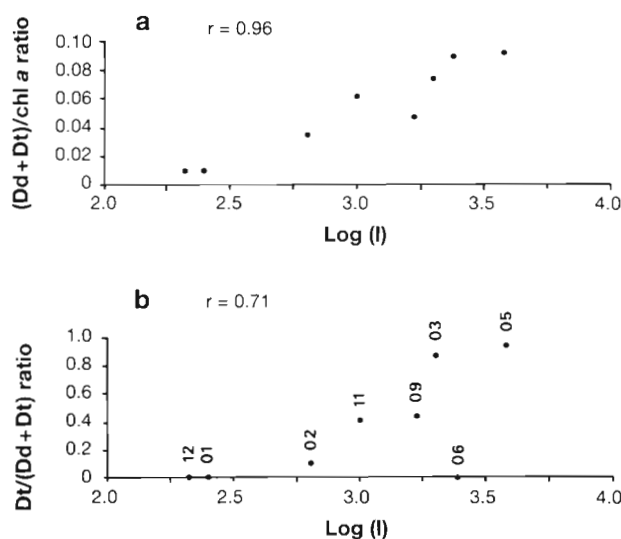 a
r = 0.96
(Dd + Dt)/chl a ratio
0.10
0.08
0.06
0.04
0.02
0
2.0 2.5 3.0 3.5 4.0
Log (I)
b
r = 0.71
Dt/(Dd + Dt) ratio
1.0
0.8
0.6
0.4
0.2
0
12
01
02
11
09
03
06
05
2.0 2.5 3.0 3.5 4.0
Log (I)